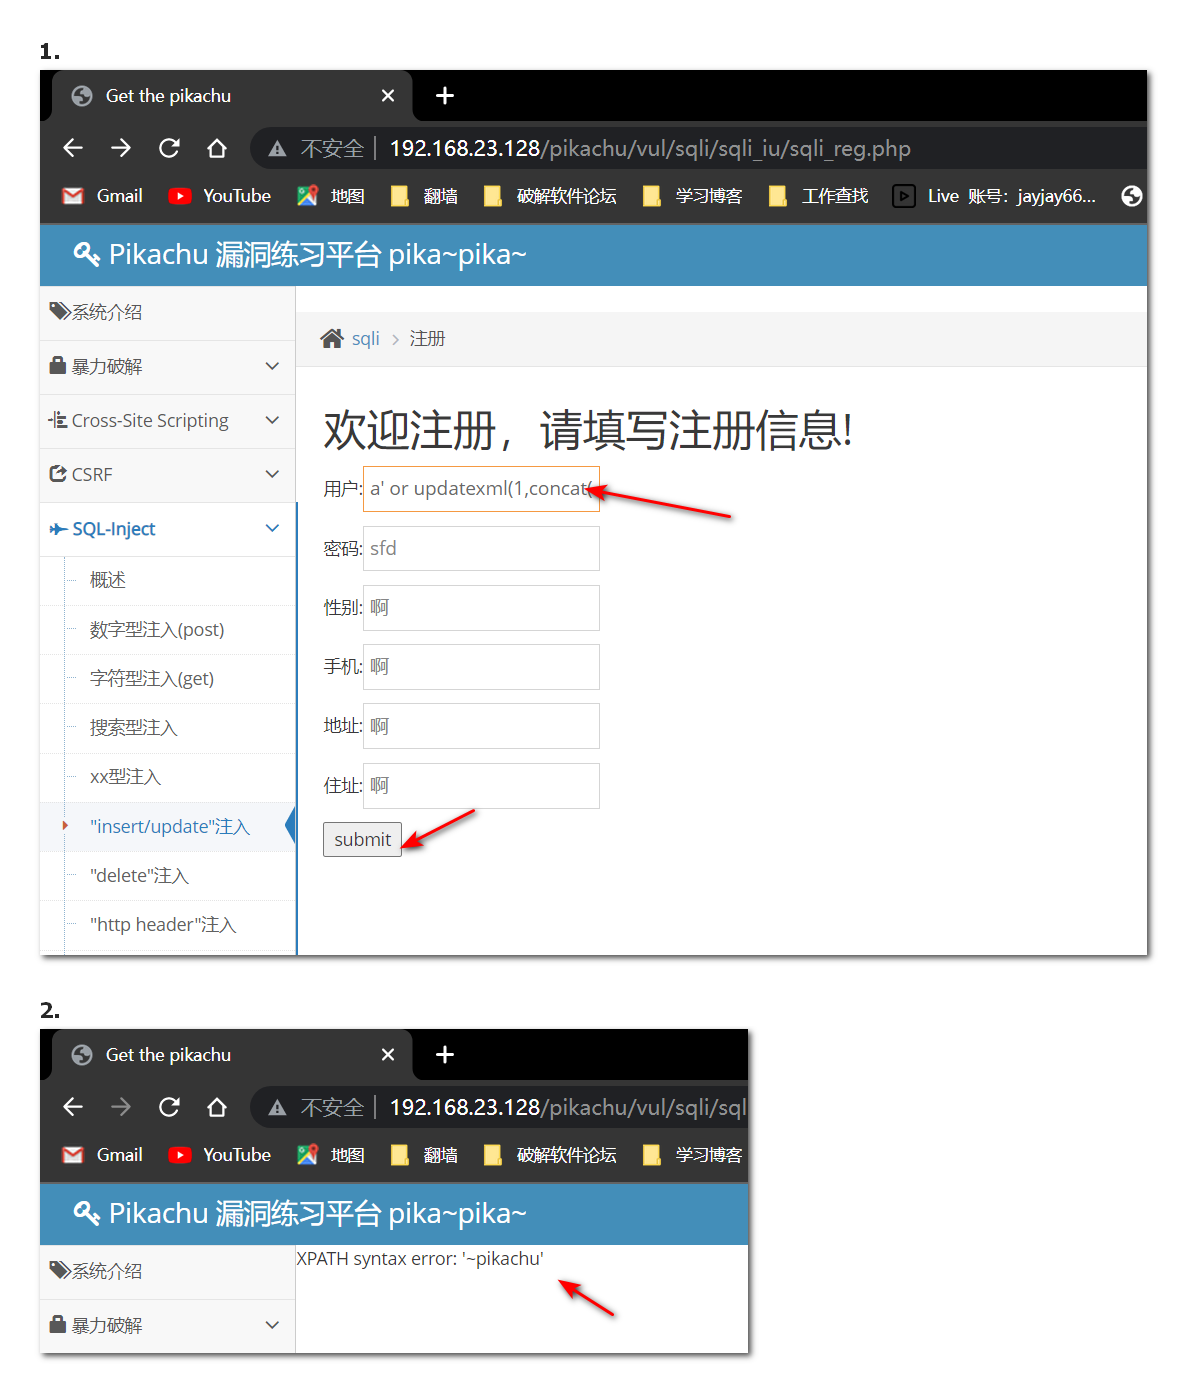 1.
Get the pikachu
不安全 192.168.23.128/pikachu/vul/sqli/sqli_iu/sqli_reg.php
Gmail YouTube 地图 翻墙 破解软件论坛 学习博客 工作查找 Live 账号：jayjay66...
Pikachu 漏洞练习平台 pika~pika~
系统介绍
sqli > 注册
暴力破解
Cross-Site Scripting
欢迎注册，请填写注册信息!
CSRF
用户: a' or updatexml(1,concat(
SQL-Inject
密码: sfd
概述
性别: 啊
数字型注入(post)
手机: 啊
字符型注入(get)
地址: 啊
搜索型注入
住址: 啊
xx型注入
"insert/update"注入
submit
"delete"注入
"http header"注入
2.
Get the pikachu
不安全 192.168.23.128/pikachu/vul/sqli/sql
Gmail YouTube 地图 翻墙 破解软件论坛 学习博客
Pikachu 漏洞练习平台 pika~pika~
XPATH syntax error: '~pikachu'
系统介绍
暴力破解